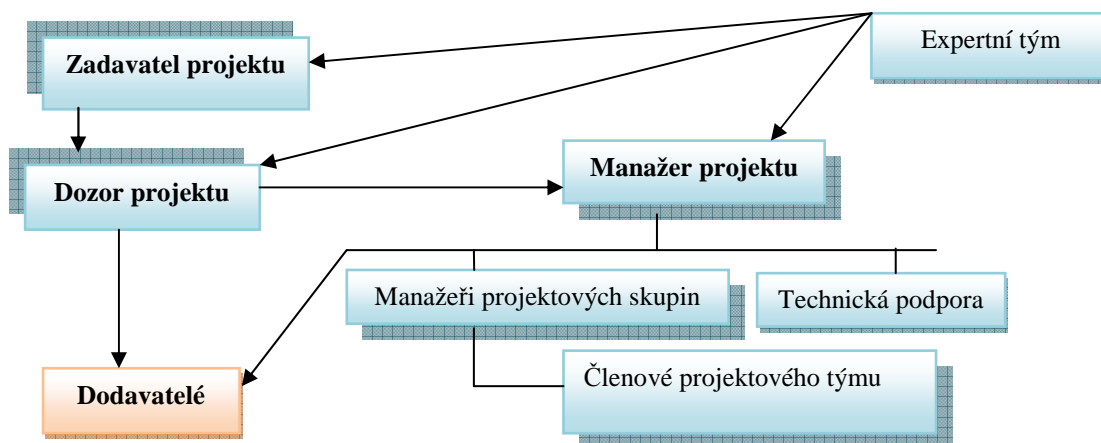 Expertní tým
Zadavatel projektu
Manažer projektu
Dozor projektu
Manažeři projektových skupin
Technická podpora
Členové projektového týmu
Dodavatelé